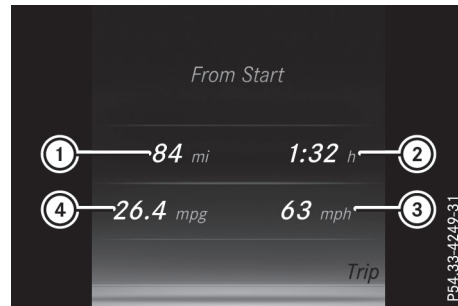 From Start
1 84 mi 1:32 h 2
4 26.4 mpg 63 mph 3
Trip
P54.33-4249-31